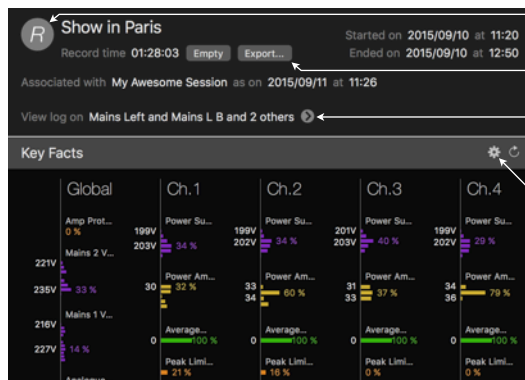 R
Show in Paris
Started on 2015/09/10 at 11:20
Record time 01:28:03 Empty Export...
Ended on 2015/09/10 at 12:50
Associated with My Awesome Session as on 2015/09/11 at 11:26
View log on Mains Left and Mains L B and 2 others
Key Facts
Global Ch.1 Ch.2 Ch.3 Ch.4
Amp Prot... Power Su... Power Su... Power Su... Power Su...
0 % 199V 199V 201V 199V
203V 34 % 202V 34 % 203V 40 % 202V 29 %
Mains 2 V...
221V
Power Am... Power Am... Power Am... Power Am...
235V 33 % 30 32 % 33 60 % 31 37 % 34 79 %
34 33 36
Mains 1 V...
216V
Average... Average... Average... Average...
227V 14 % 0 100 % 0 100 % 0 100 % 0 100 %
Peak Limi... Peak Limi... Peak Limi... Peak Limi...
21 % 16 % 0 % 0 %